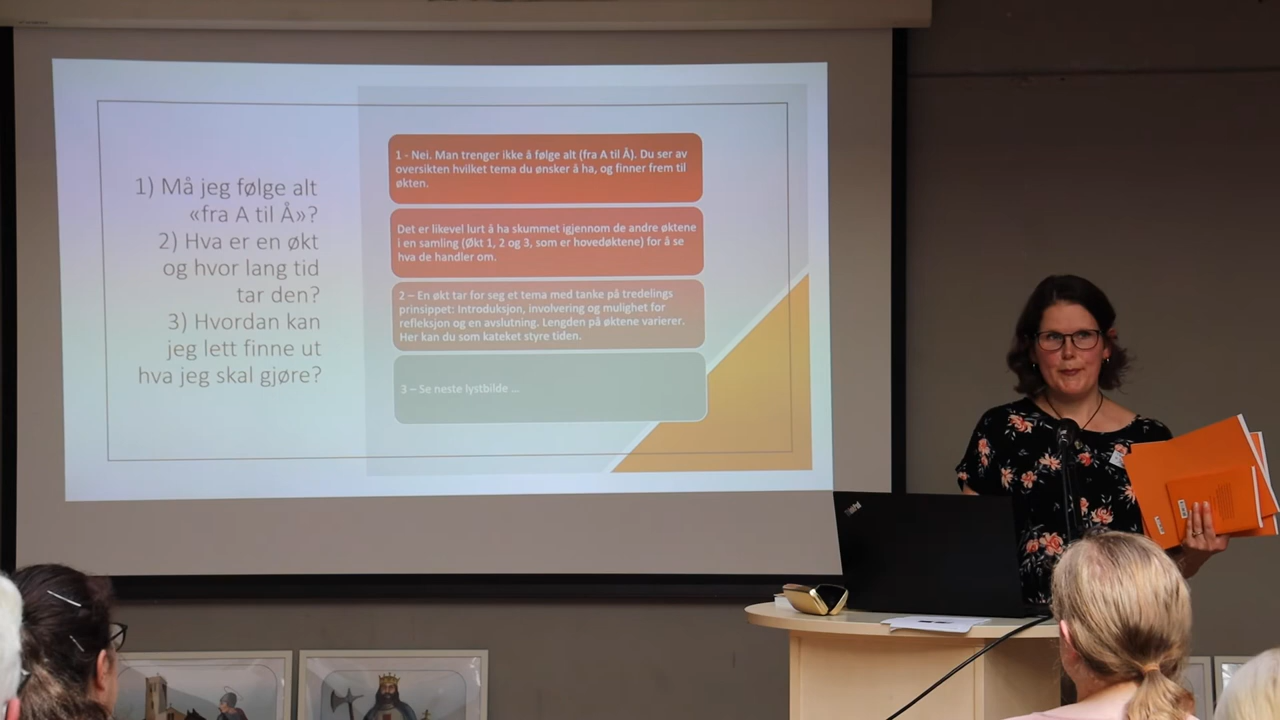 1) Må jeg følge alt
«fra A til Å»?
2) Hva er en økt
og hvor lang tid
tar den?
3) Hvordan kan
jeg lett finne ut
hva jeg skal gjøre?
1 - Nei. Man trenger ikke å følge alt (fra A til Å). Du ser av
oversikten hvilket tema du ønsker å ha, og finner frem til
økten.
Det er likevel lurt å ha skummet igjennom de andre øktene
i en samling (Økt 1, 2 og 3, som er hovedøktene) for å se
hva de handler om.
2 – En økt tar for seg et tema med tanke på tredelings
prinsippet: Introduksjon, involvering og mulighet for
refleksjon og en avslutning. Lengden på øktene varierer.
Her kan du som kateket styre tiden.
3 – Se neste lystbilde ...
ThinkPad